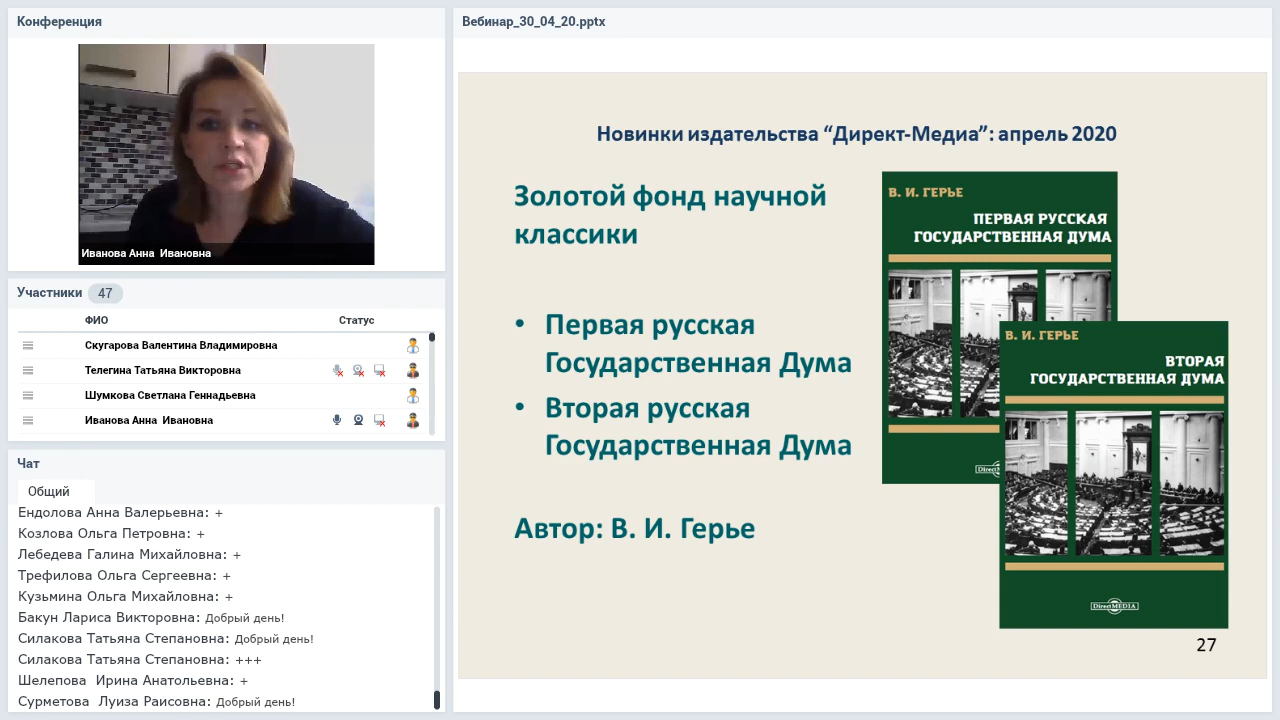 Конференция
Иванова Анна  Ивановна
Участники 47
ФИО Статус
Скугарова Валентина Владимировна
Телегина Татьяна Викторовна
Шумкова Светлана Геннадьевна
Иванова Анна  Ивановна
Чат
Общий
Ендолова Анна Валерьевна: +
Козлова Ольга Петровна: +
Лебедева Галина Михайловна: +
Трефилова Ольга Сергеевна: +
Кузьмина Ольга Михайловна: +
Бакун Лариса Викторовна: Добрый день!
Силакова Татьяна Степановна: Добрый день!
Силакова Татьяна Степановна: +++
Шелепова  Ирина Анатольевна: +
Сурметова  Луиза Раисовна: Добрый день!
Вебинар_30_04_20.pptx
Новинки издательства “Директ-Медиа”: апрель 2020
Золотой фонд научной
классики
• Первая русская
Государственная Дума
• Вторая русская
Государственная Дума
Автор: В. И. Герье
В. И. ГЕРЬЕ
ПЕРВАЯ РУССКАЯ
ГОСУДАРСТВЕННАЯ ДУМА
В. И. ГЕРЬЕ
ВТОРАЯ
ГОСУДАРСТВЕННАЯ ДУМА
DirectMEDIA
27